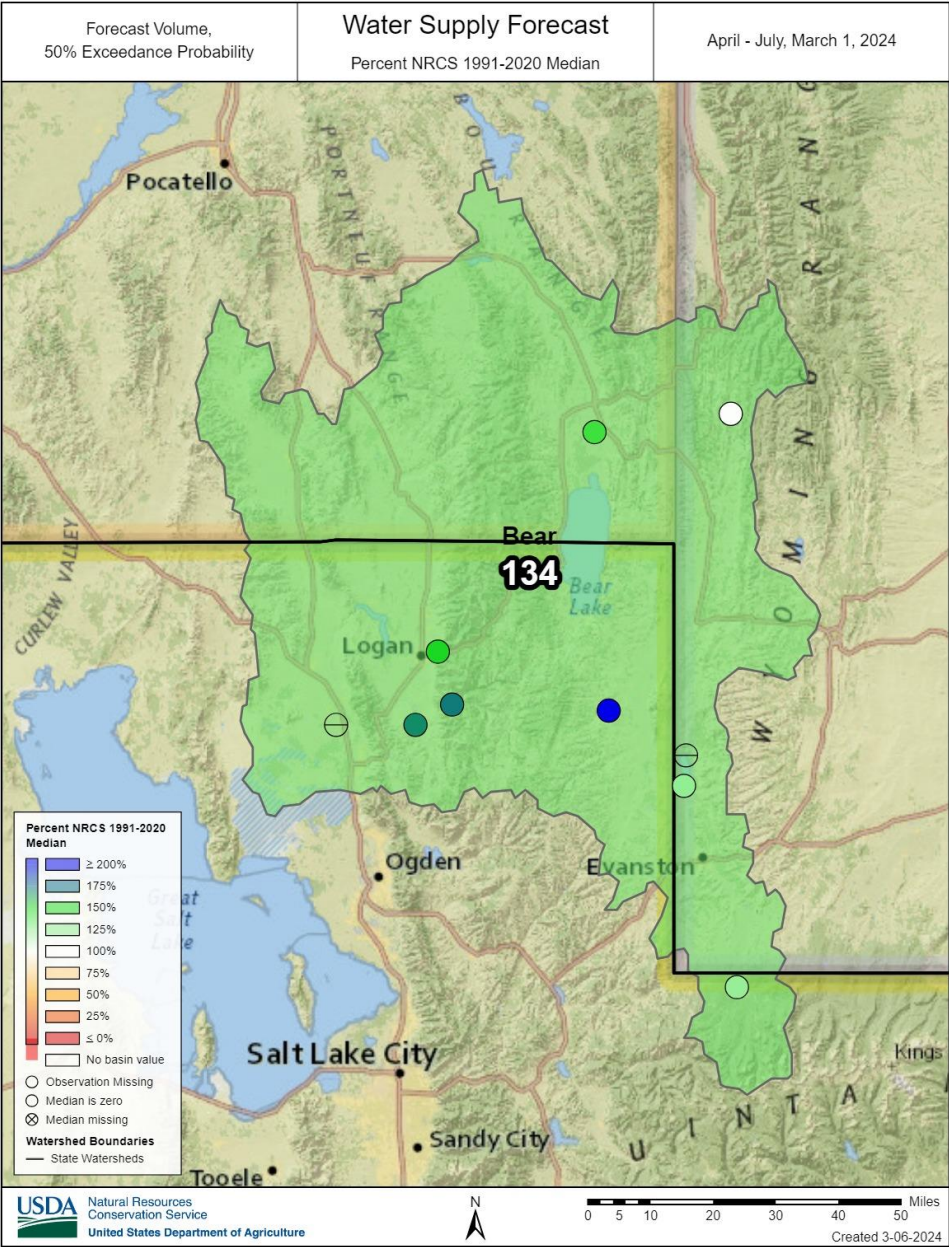 Forecast Volume,
50% Exceedance Probability
Water Supply Forecast
Percent NRCS 1991-2020 Median
April - July, March 1, 2024
Pocatello
PORTNEUF RANGE
WYOMING RANGE
CURLEW VALLEY
Bear
134
Bear
Lake
Logan
Ogden
Evanston
Great
Salt
Lake
Salt Lake City
Kings
Sandy City
UINTA
Tooele
Percent NRCS 1991-2020
Median
≥ 200%
175%
150%
125%
100%
75%
50%
25%
≤ 0%
No basin value
Observation Missing
Median is zero
Median missing
Watershed Boundaries
State Watersheds
USDA
Natural Resources
Conservation Service
United States Department of Agriculture
N
Miles
0 5 10 20 30 40 50
Created 3-06-2024